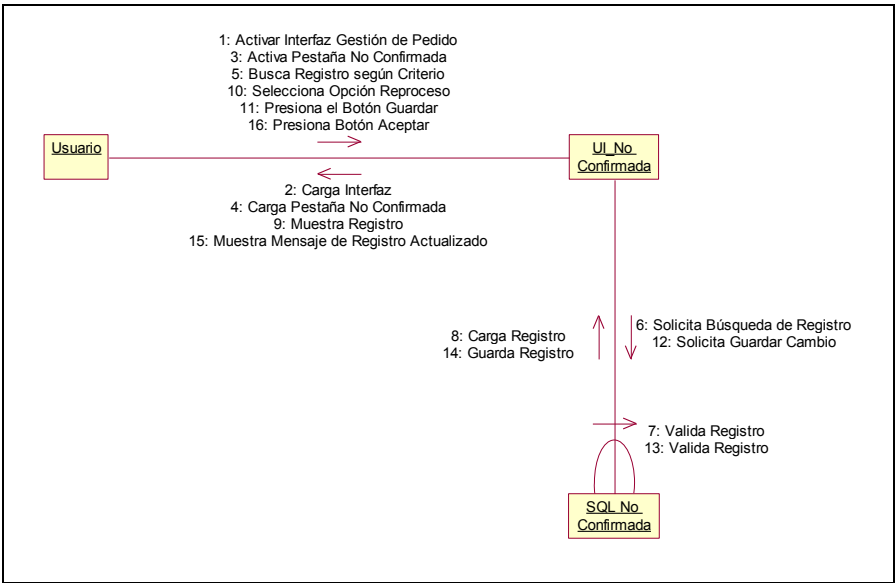 1: Activar Interfaz Gestión de Pedido
3: Activa Pestaña No Confirmada
5: Busca Registro según Criterio
10: Selecciona Opción Reproceso
11: Presiona el Botón Guardar
16: Presiona Botón Aceptar
Usuario
UI_No
Confirmada
2: Carga Interfaz
4: Carga Pestaña No Confirmada
9: Muestra Registro
15: Muestra Mensaje de Registro Actualizado
8: Carga Registro
14: Guarda Registro
6: Solicita Búsqueda de Registro
12: Solicita Guardar Cambio
7: Valida Registro
13: Valida Registro
SQL No
Confirmada